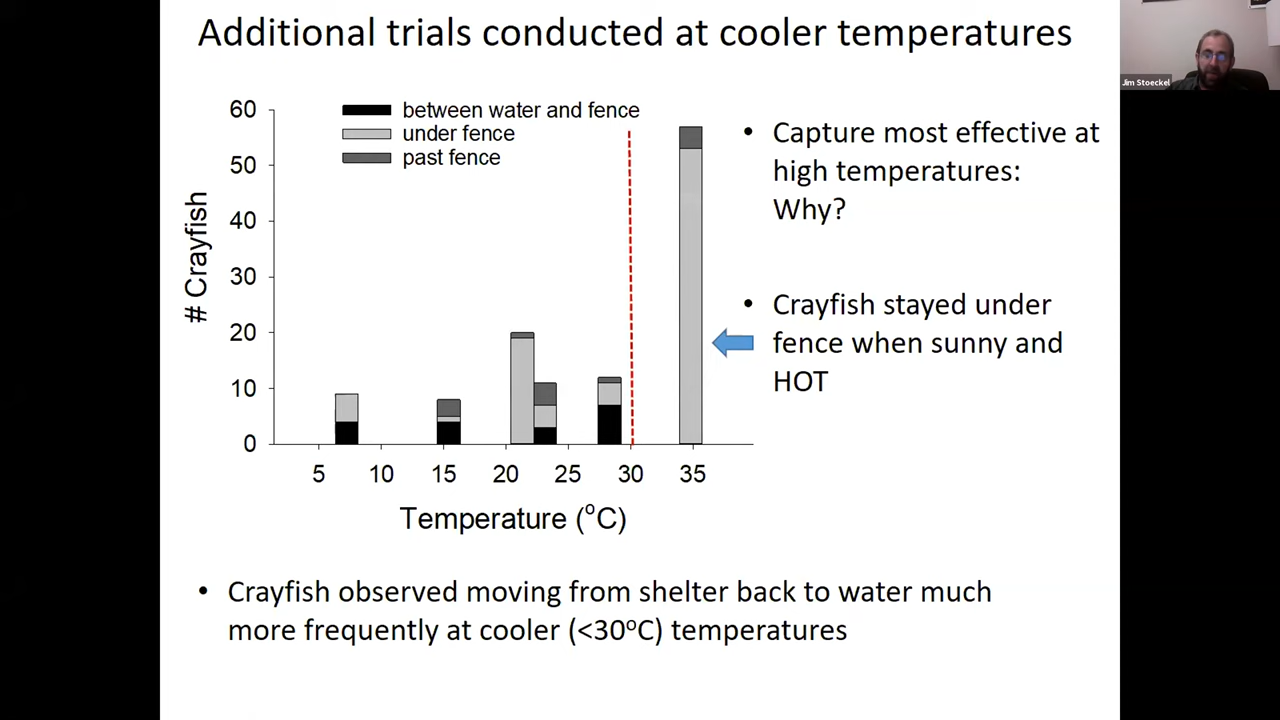 Additional trials conducted at cooler temperatures
Jim Stoeckel
between water and fence
under fence
past fence
60
50
40
30
20
10
0
# Crayfish
5 10 15 20 25 30 35
Temperature (°C)
• Capture most effective at
high temperatures:
Why?
• Crayfish stayed under
fence when sunny and
HOT
• Crayfish observed moving from shelter back to water much
more frequently at cooler (<30°C) temperatures